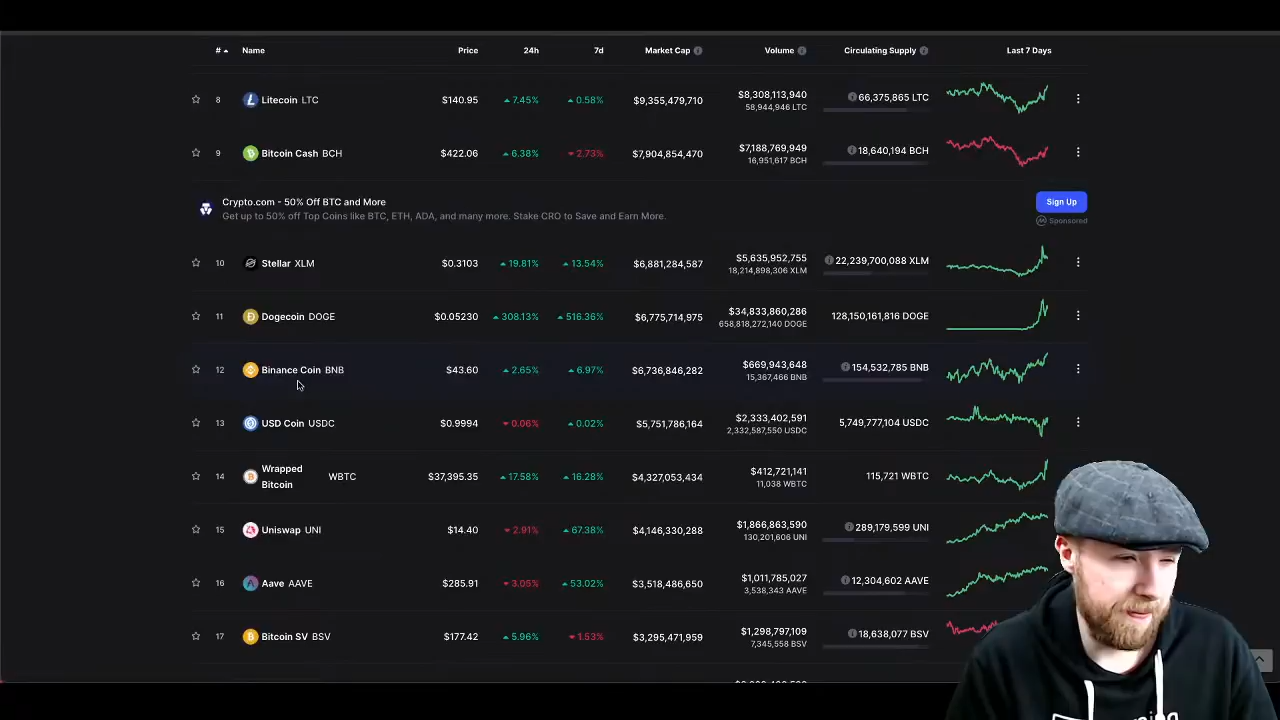 # Name Price 24h 7d Market Cap Volume Circulating Supply Last 7 Days
8 Litecoin LTC $140.95 7.45% 0.58% $9,355,479,710 $8,308,113,940 66,375,865 LTC
58,944,946 LTC
9 Bitcoin Cash BCH $422.06 6.38% 2.73% $7,904,854,470 $7,188,769,949 18,640,194 BCH
16,951,617 BCH
Crypto.com - 50% Off BTC and More
Get up to 50% off Top Coins like BTC, ETH, ADA, and many more. Stake CRO to Save and Earn More.
Sign Up
Sponsored
10 Stellar XLM $0.3103 19.81% 13.54% $6,881,284,587 $5,635,952,755 22,239,700,088 XLM
18,214,898,306 XLM
11 Dogecoin DOGE $0.05230 308.13% 516.36% $6,775,714,975 $34,833,860,286 128,150,161,816 DOGE
658,818,272,140 DOGE
12 Binance Coin BNB $43.60 2.65% 6.97% $6,736,846,282 $669,943,648 154,532,785 BNB
15,367,466 BNB
13 USD Coin USDC $0.9994 0.06% 0.02% $5,751,786,164 $2,333,402,591 5,749,777,104 USDC
2,332,587,550 USDC
14 Wrapped Bitcoin WBTC $37,395.35 17.58% 16.28% $4,327,053,434 $412,721,141 115,721 WBTC
11,038 WBTC
15 Uniswap UNI $14.40 2.91% 67.38% $4,146,330,288 $1,866,863,590 289,179,599 UNI
130,201,606 UNI
16 Aave AAVE $285.91 3.05% 53.02% $3,518,486,650 $1,011,785,027 12,304,602 AAVE
3,538,343 AAVE
17 Bitcoin SV BSV $177.42 5.96% 1.53% $3,295,471,959 $1,298,797,109 18,638,077 BSV
7,345,558 BSV